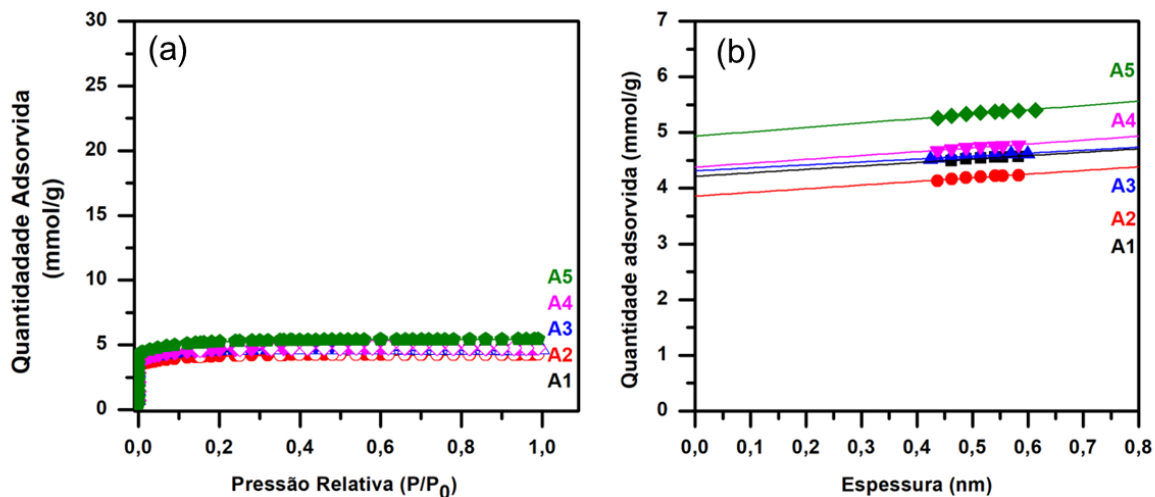 (a)
Quantidadade Adsorvida
(mmol/g)
30
25
20
15
10
5
0
0,0 0,2 0,4 0,6 0,8 1,0
Pressão Relativa (P/P0)
A5
A4
A3
A2
A1
(b)
Quantidade adsorvida (mmol/g)
7
6
5
4
3
2
1
0
0,0 0,1 0,2 0,3 0,4 0,5 0,6 0,7 0,8
Espessura (nm)
A5
A4
A3
A2
A1